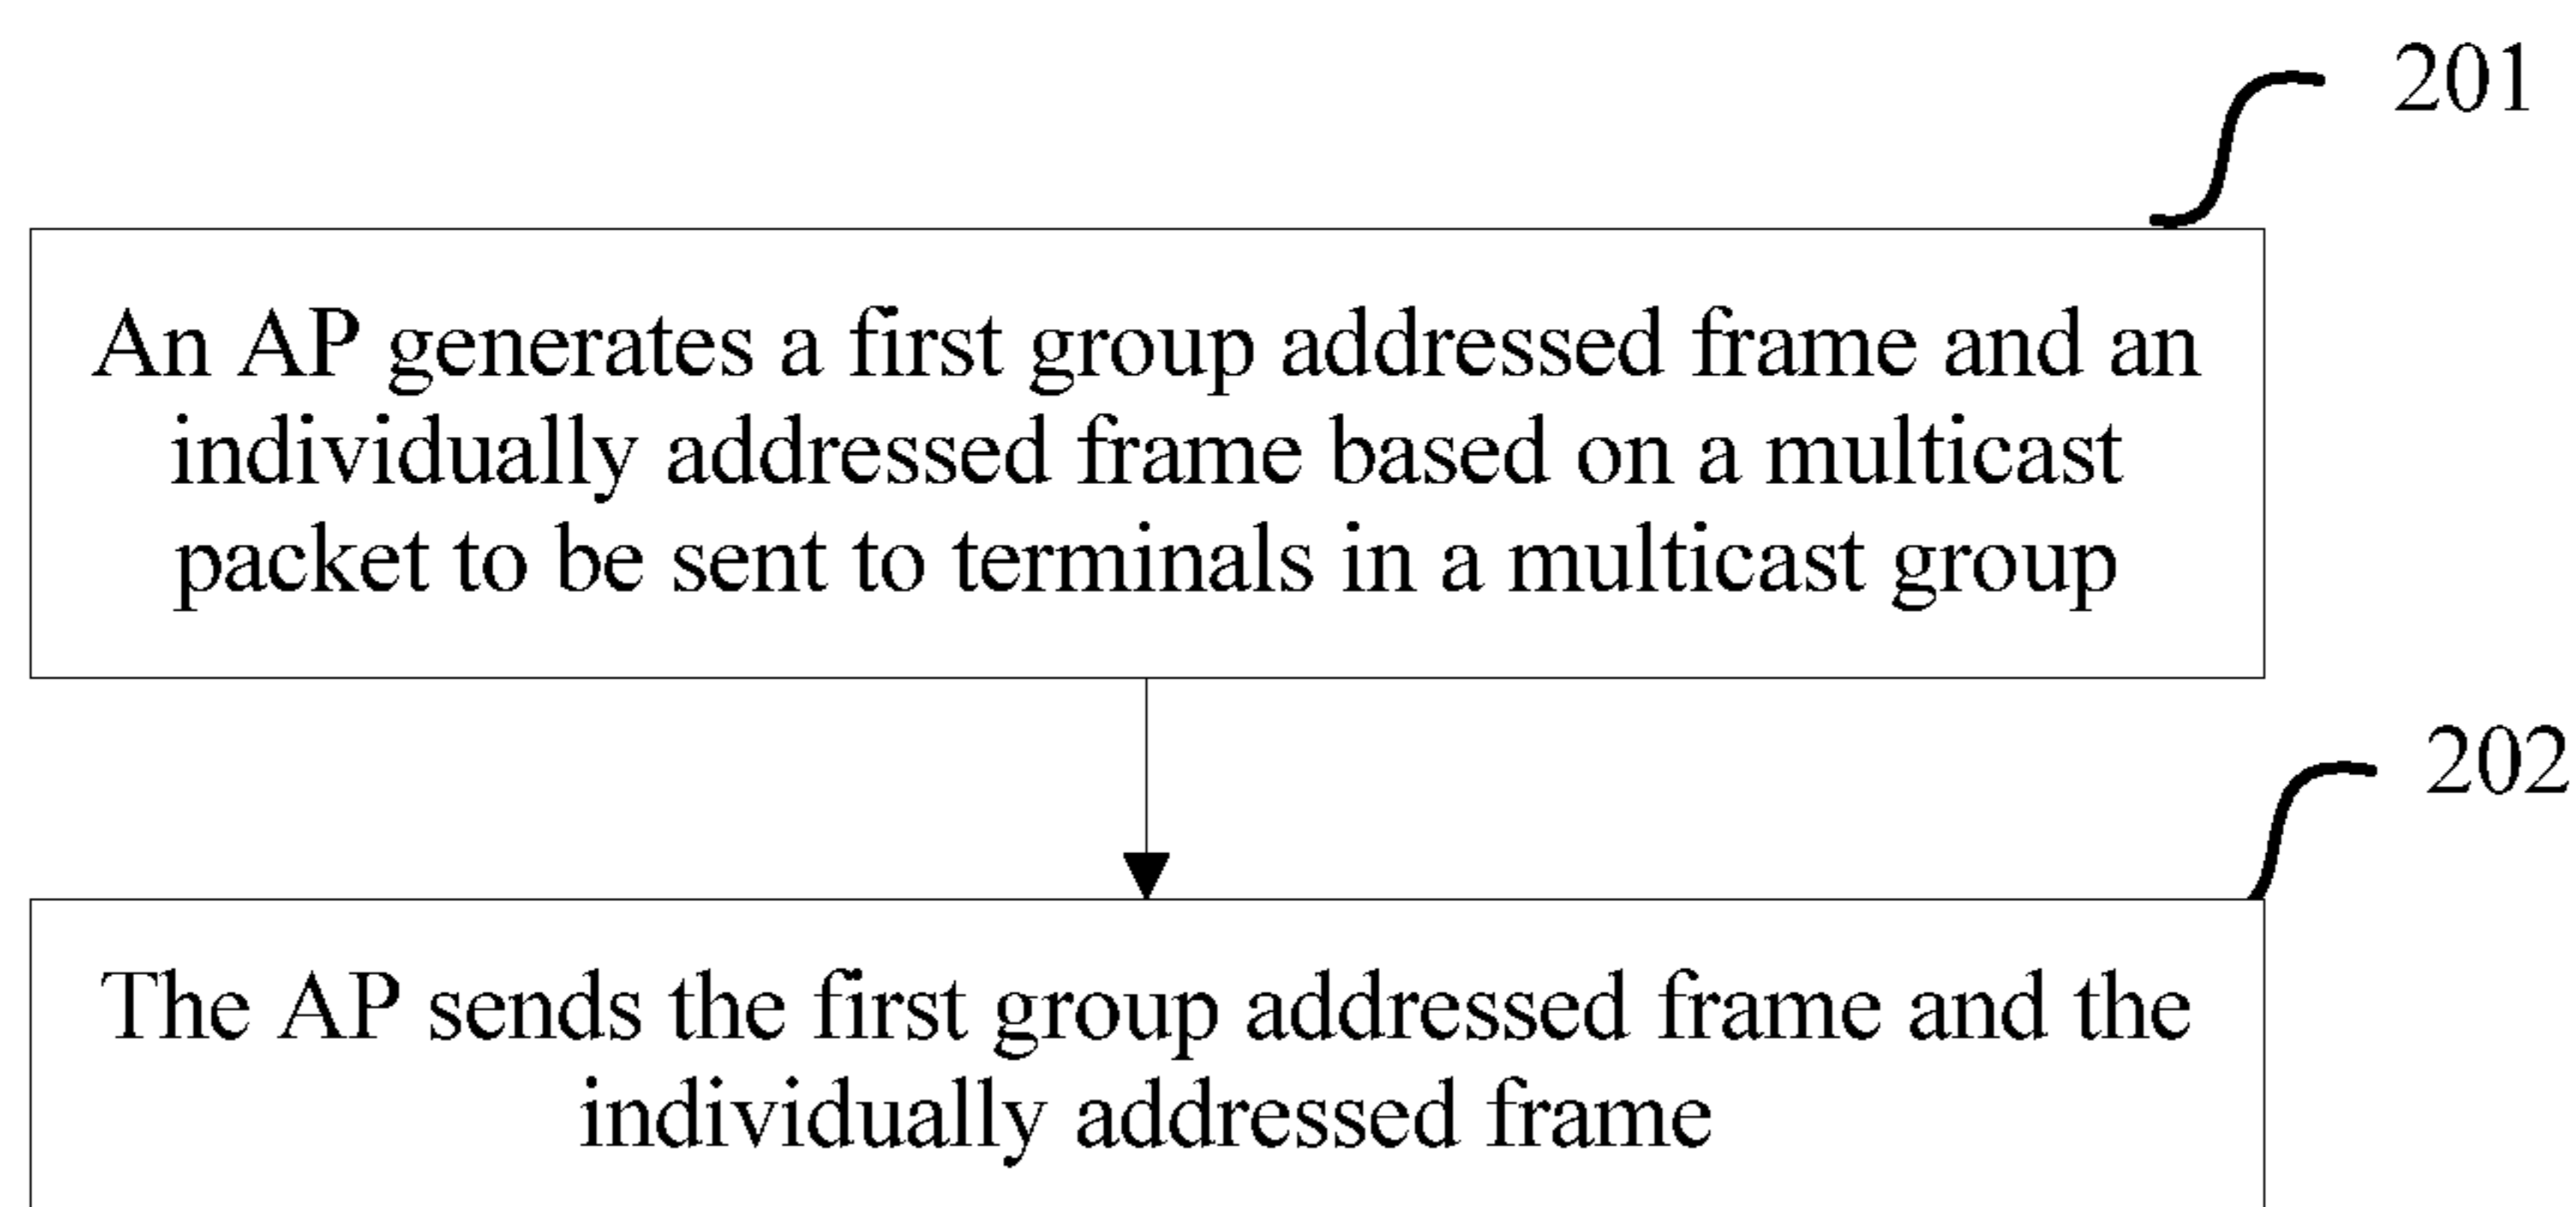 201
An AP generates a first group addressed frame and an
individually addressed frame based on a multicast
packet to be sent to terminals in a multicast group
202
The AP sends the first group addressed frame and the
individually addressed frame